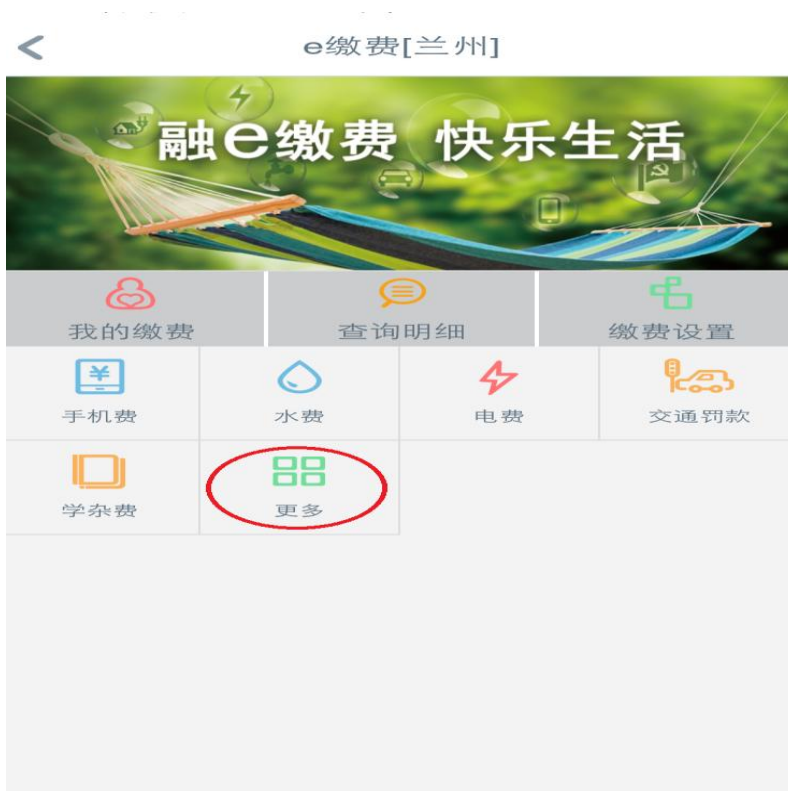 e缴费[兰州]
融e缴费 快乐生活
我的缴费 查询明细 缴费设置
手机费 水费 电费 交通罚款
学杂费 更多